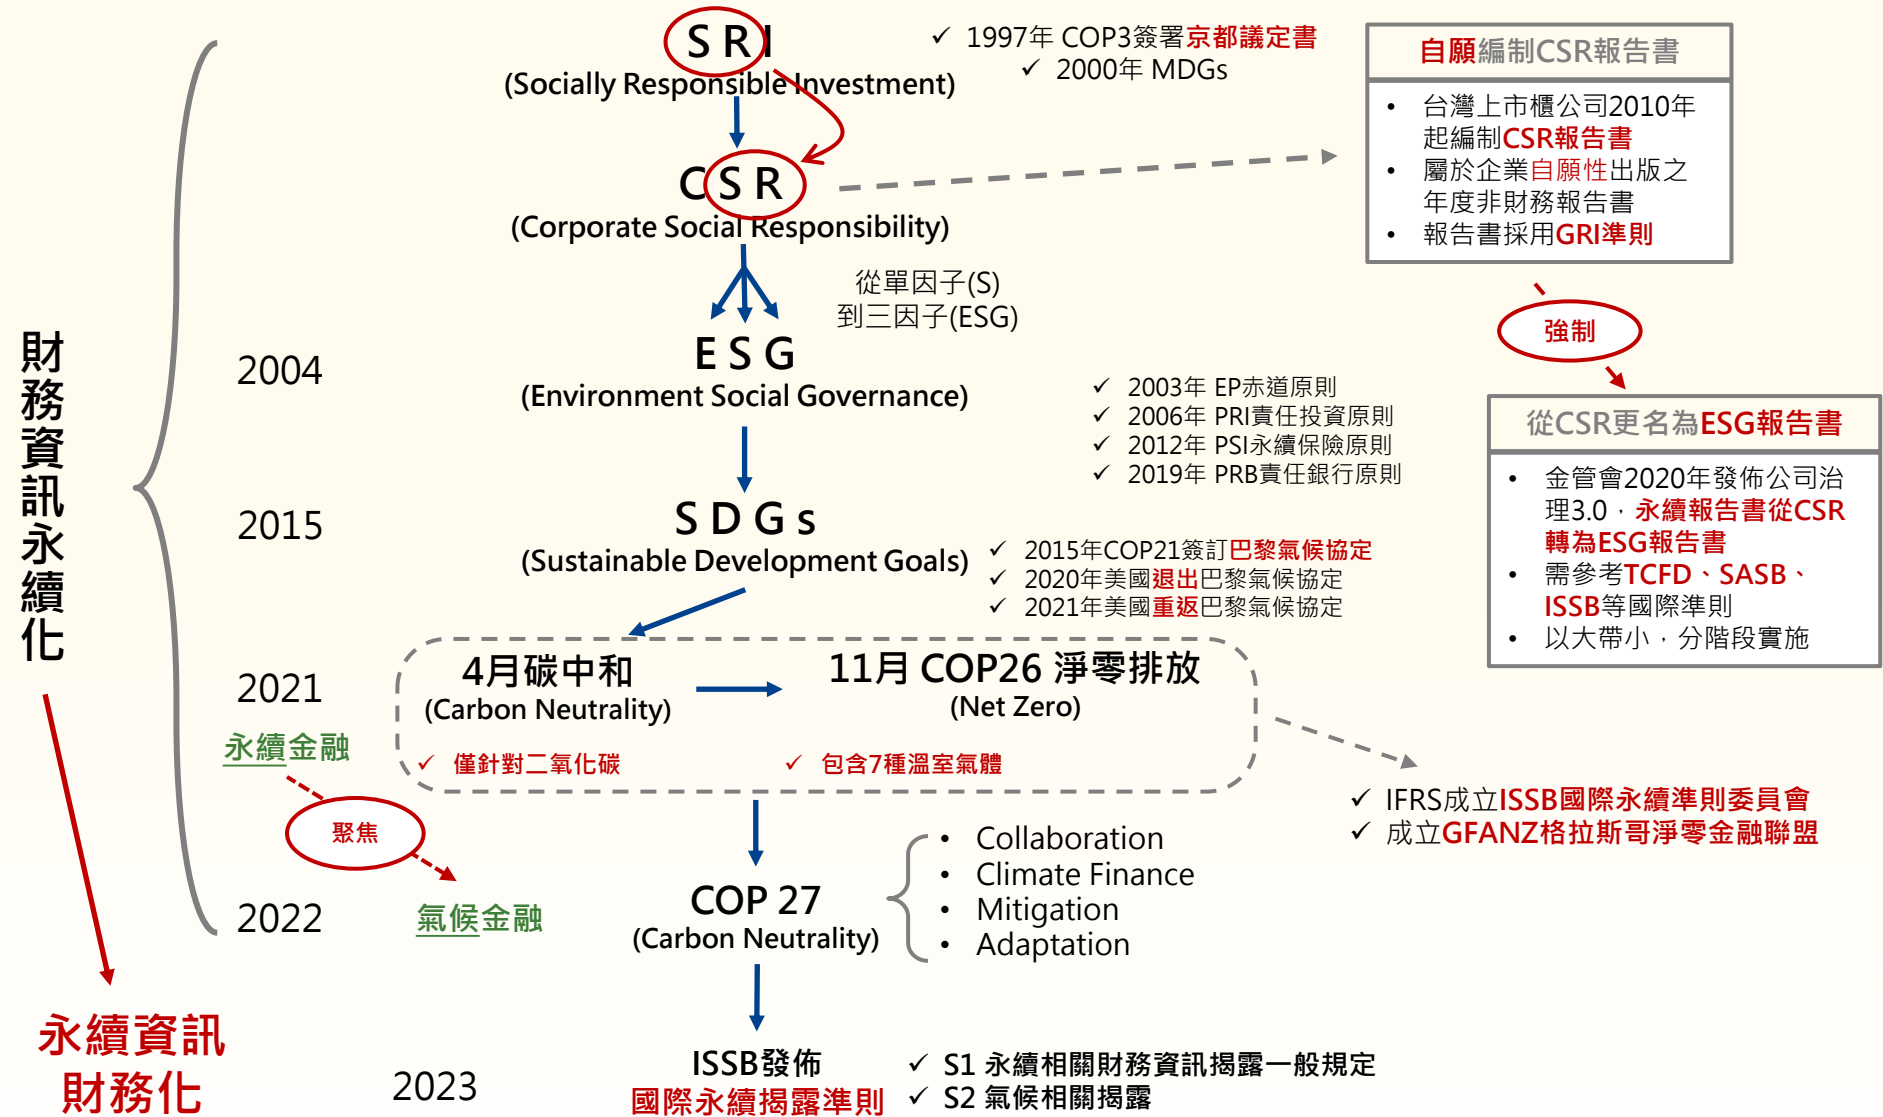 S R I
(Socially Responsible Investment)
✓ 1997年 COP3簽署京都議定書
✓ 2000年 MDGs
自願編制CSR報告書
• 台灣上市櫃公司2010年
起編制CSR報告書
• 屬於企業自願性出版之
年度非財務報告書
• 報告書採用GRI準則
C S R
(Corporate Social Responsibility)
從單因子(S)
到三因子(ESG)
強制
財務資訊永續化
2004
E S G
(Environment Social Governance)
✓ 2003年 EP赤道原則
✓ 2006年 PRI責任投資原則
✓ 2012年 PSI永續保險原則
✓ 2019年 PRB責任銀行原則
從CSR更名為ESG報告書
• 金管會2020年發佈公司治
理3.0，永續報告書從CSR
轉為ESG報告書
• 需參考TCFD、SASB、
ISSB等國際準則
• 以大帶小，分階段實施
2015
S D G s
(Sustainable Development Goals)
✓ 2015年COP21簽訂巴黎氣候協定
✓ 2020年美國退出巴黎氣候協定
✓ 2021年美國重返巴黎氣候協定
2021
4月碳中和
(Carbon Neutrality)
11月 COP26 淨零排放
(Net Zero)
✓ 僅針對二氧化碳
✓ 包含7種溫室氣體
永續金融
聚焦
✓ IFRS成立ISSB國際永續準則委員會
✓ 成立GFANZ格拉斯哥淨零金融聯盟
2022
氣候金融
COP 27
(Carbon Neutrality)
• Collaboration
• Climate Finance
• Mitigation
• Adaptation
永續資訊
財務化
2023
ISSB發佈
國際永續揭露準則
✓ S1 永續相關財務資訊揭露一般規定
✓ S2 氣候相關揭露